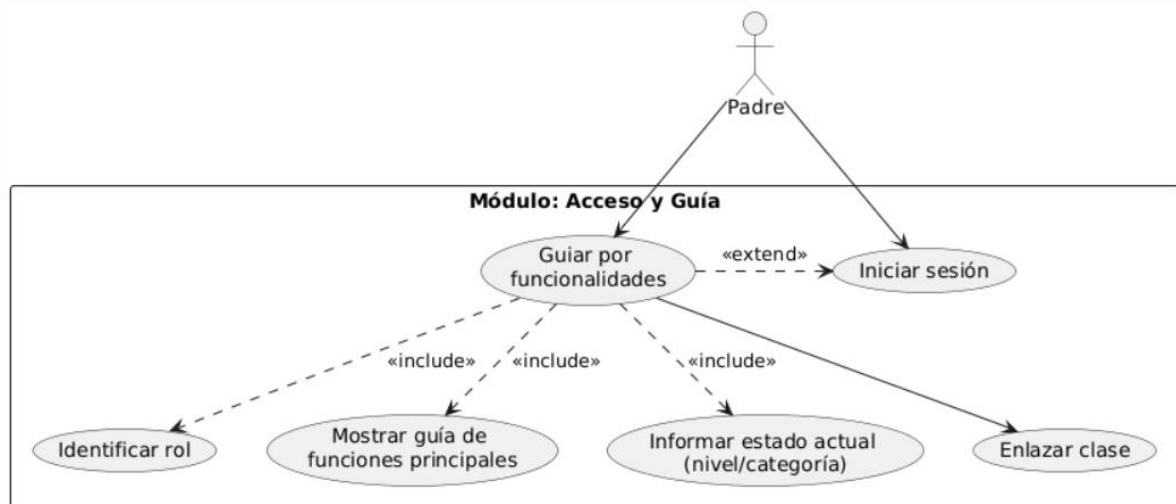 Padre
Módulo: Acceso y Guía
Guiar por
funcionalidades
«extend»
Iniciar sesión
«include»
«include»
«include»
Identificar rol
Mostrar guía de
funciones principales
Informar estado actual
(nivel/categoría)
Enlazar clase